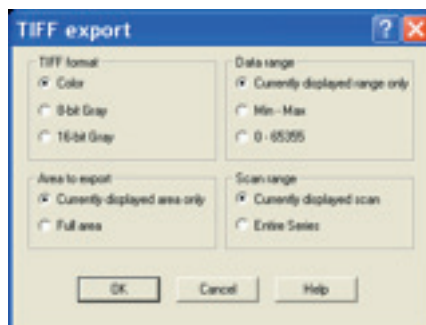 TIFF export
TIFF format
Color
8-bit Gray
16-bit Gray
Data range
Currently displayed range only
Min - Max
0 - 65355
Area to export
Currently displayed area only
Full area
Scan range
Currently displayed scan
Entire Series
OK
Cancel
Help